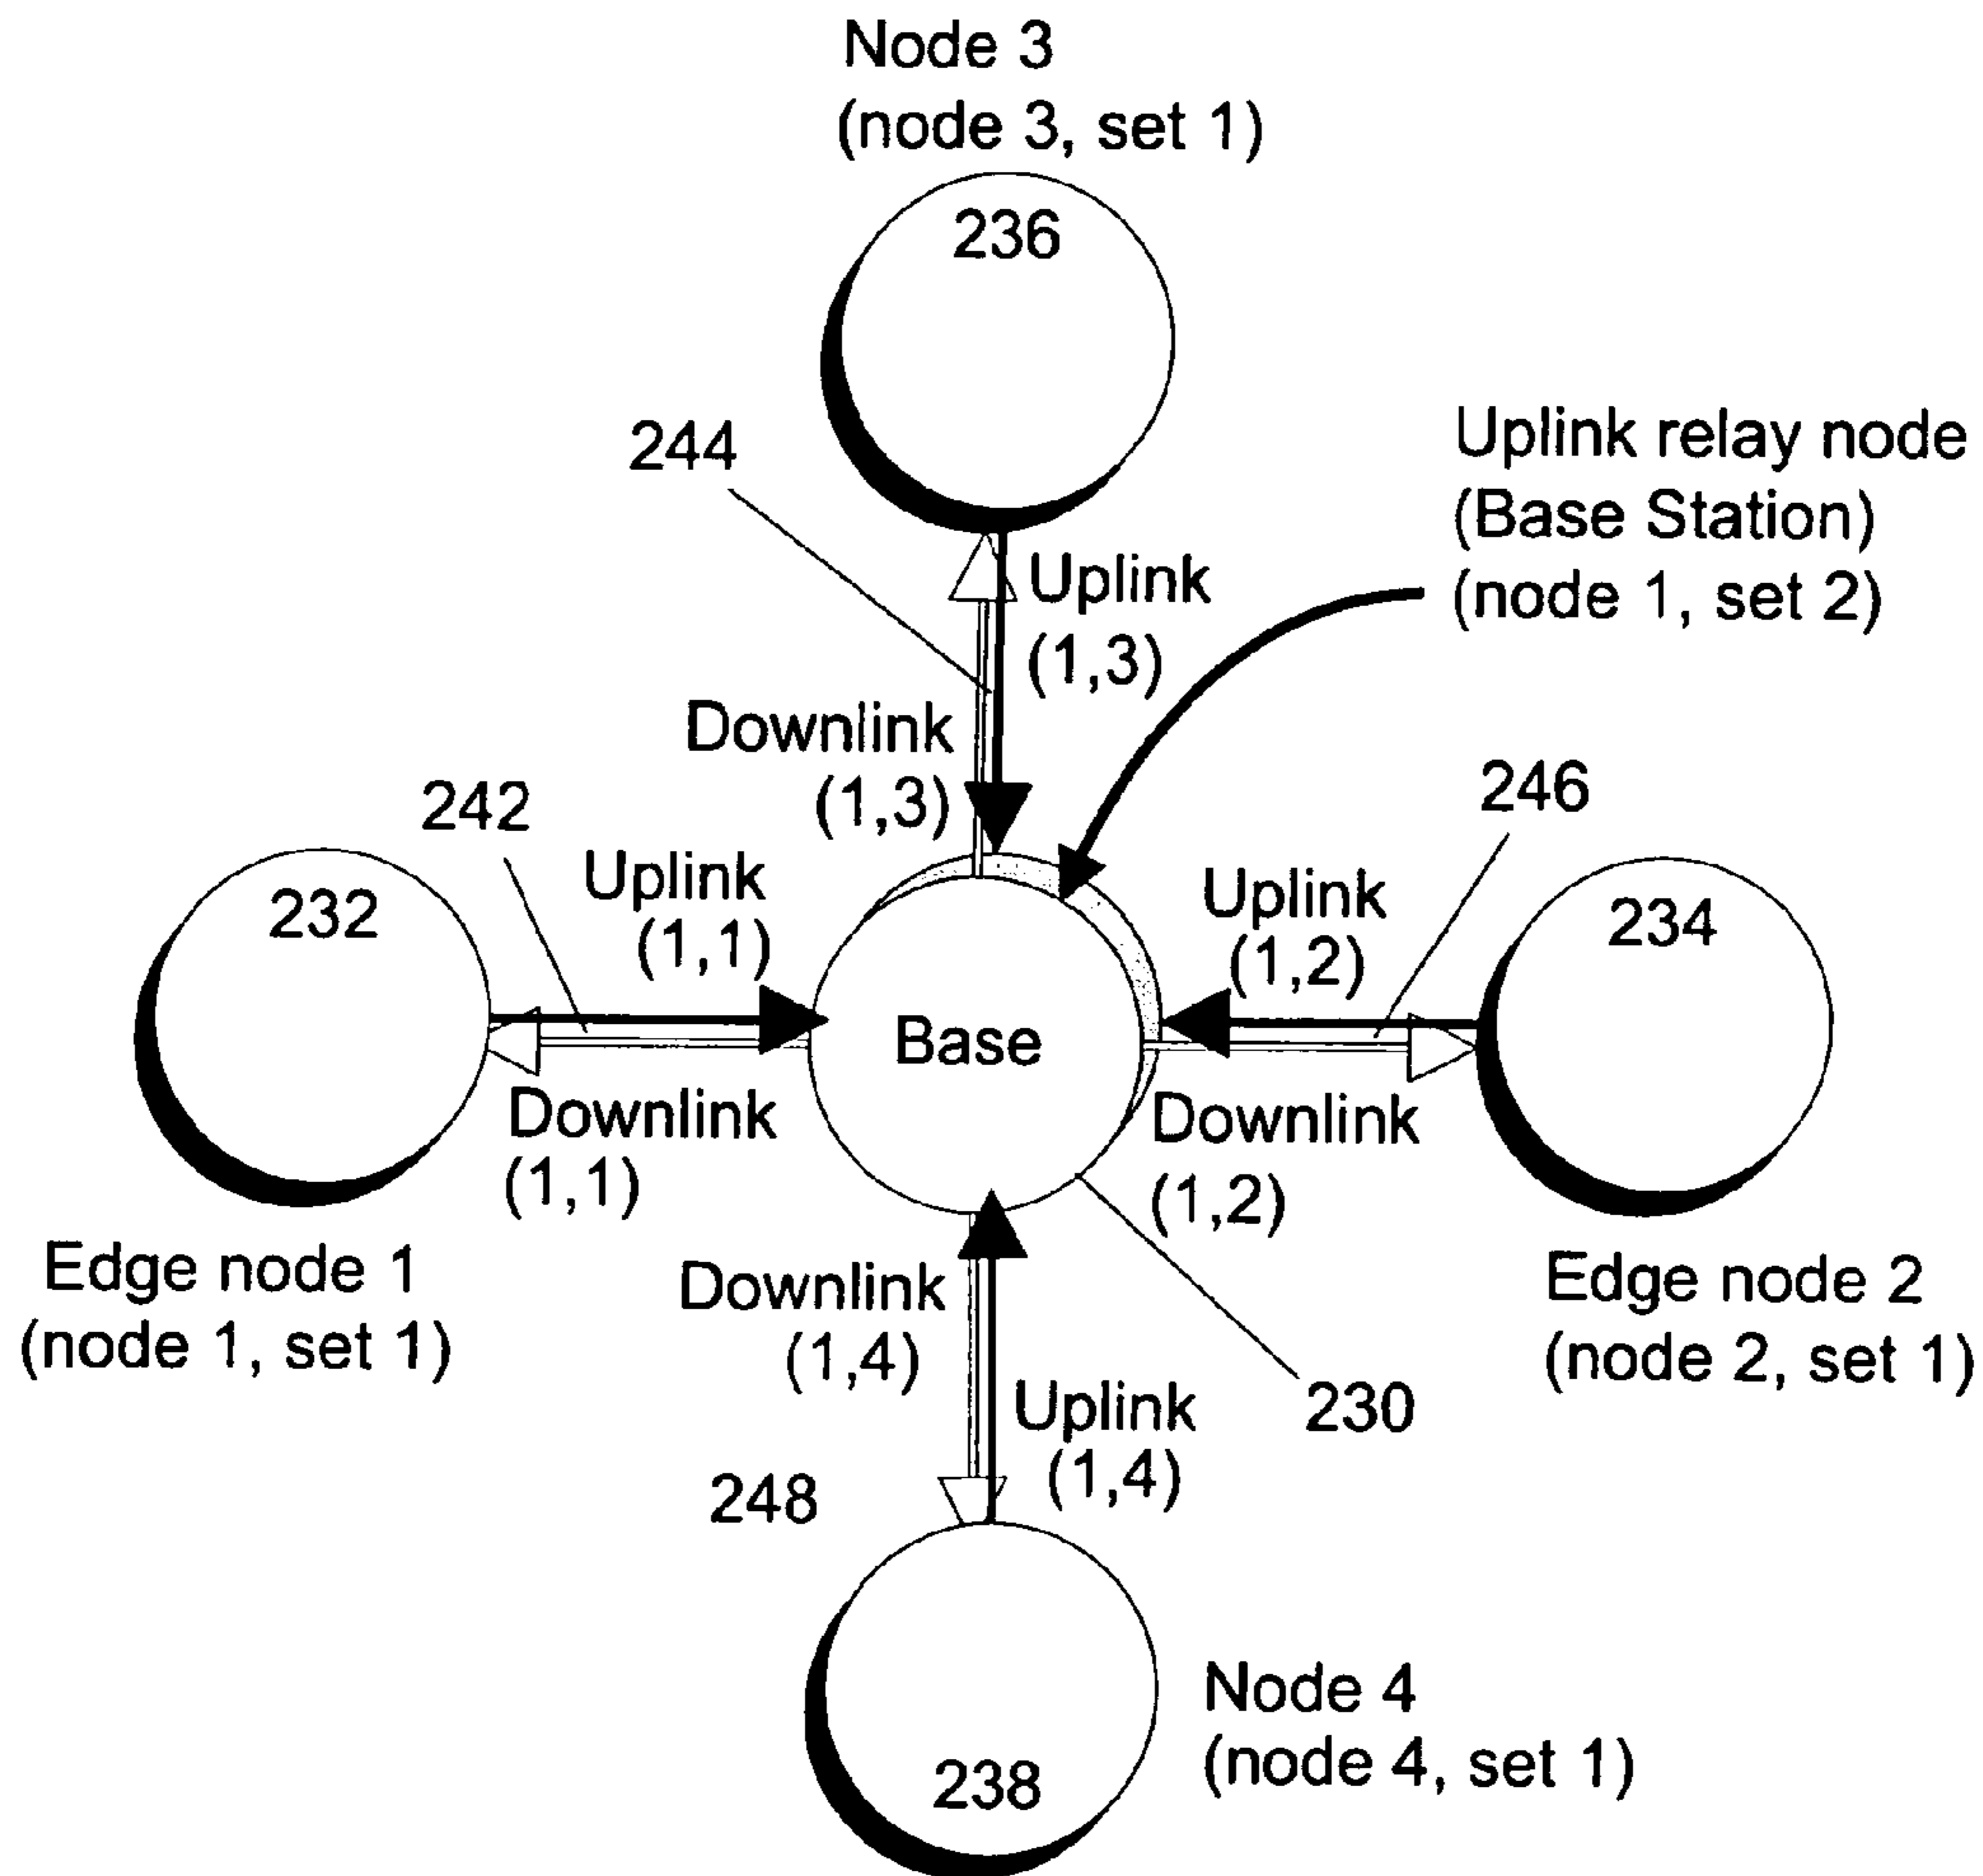 Node 3
(node 3, set 1)
236
244
Uplink relay node
(Base Station)
(node 1, set 2)
Uplink
(1,3)
Downlink
(1,3)
242
246
Uplink
(1,1)
232
Uplink
(1,2)
234
Base
Downlink
(1,1)
Downlink
(1,2)
Edge node 1
(node 1, set 1)
Downlink
(1,4)
Edge node 2
(node 2, set 1)
Uplink
(1,4)
230
248
Node 4
(node 4, set 1)
238